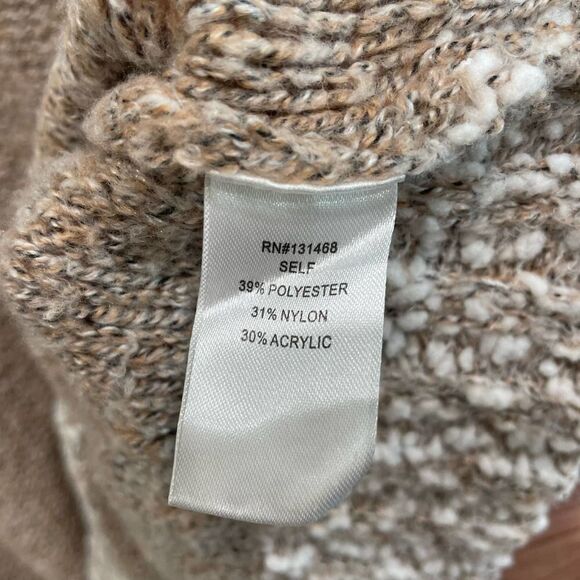 RN#131468
SELF
39% POLYESTER
31% NYLON
30% ACRYLIC